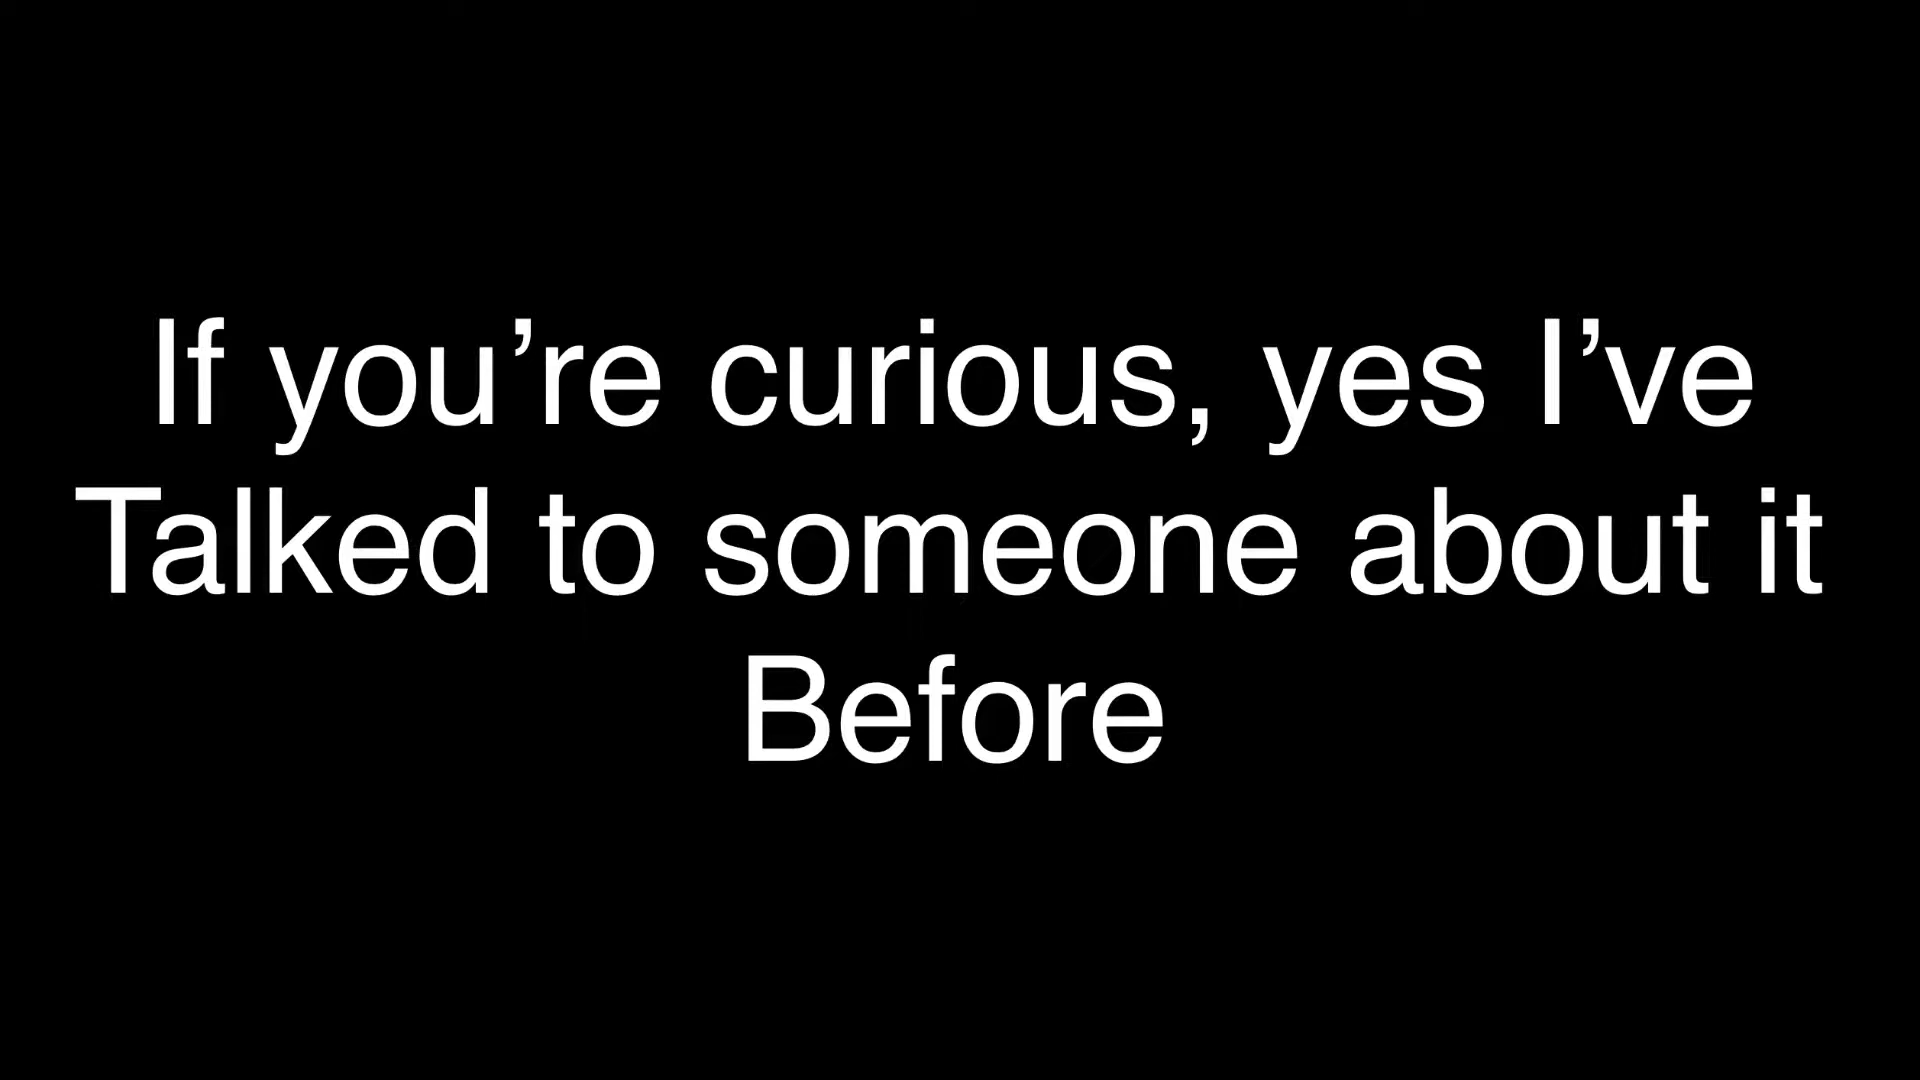 If you’re curious, yes I’ve
Talked to someone about it
Before